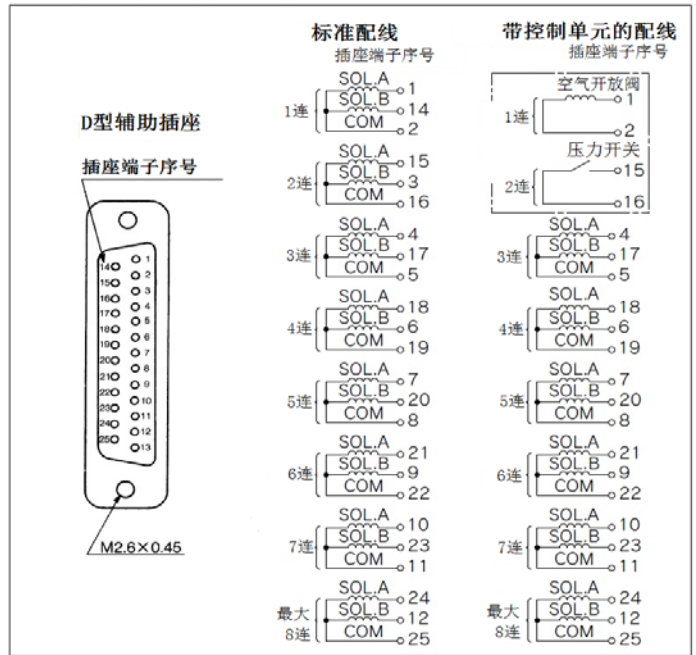 D型辅助插座
插座端子序号
14 1
15 2
16 3
17 4
18 5
19 6
20 7
21 8
22 9
23 10
24 11
25 12
13
M2.6×0.45
标准配线
插座端子序号
1连
SOL.A 1
SOL.B 14
COM 2
2连
SOL.A 15
SOL.B 3
COM 16
3连
SOL.A 4
SOL.B 17
COM 5
4连
SOL.A 18
SOL.B 6
COM 19
5连
SOL.A 7
SOL.B 20
COM 8
6连
SOL.A 21
SOL.B 9
COM 22
7连
SOL.A 10
SOL.B 23
COM 11
最大
8连
SOL.A 24
SOL.B 12
COM 25
带控制单元的配线
插座端子序号
1连
空气开放阀 1
2
2连
压力开关
15
16
3连
SOL.A 4
SOL.B 17
COM 5
4连
SOL.A 18
SOL.B 6
COM 19
5连
SOL.A 7
SOL.B 20
COM 8
6连
SOL.A 21
SOL.B 9
COM 22
7连
SOL.A 10
SOL.B 23
COM 11
最大
8连
SOL.A 24
SOL.B 12
COM 25